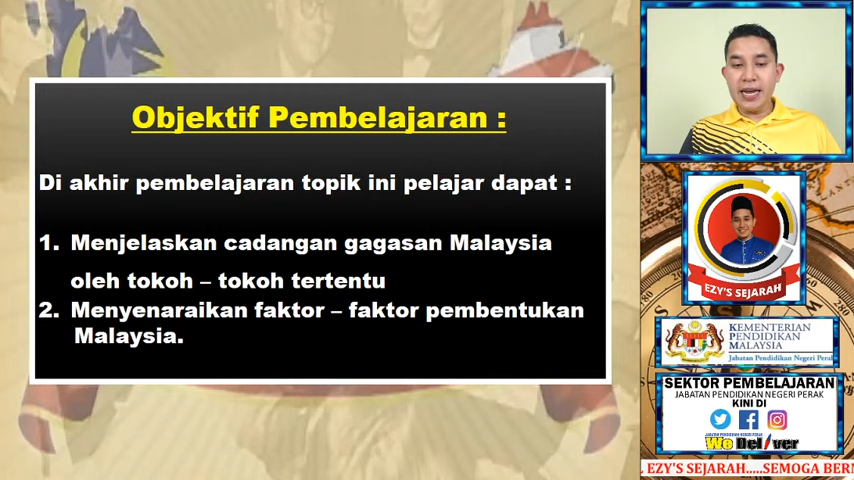 Objektif Pembelajaran :
Di akhir pembelajaran topik ini pelajar dapat :
1. Menjelaskan cadangan gagasan Malaysia
oleh tokoh – tokoh tertentu
2. Menyenaraikan faktor – faktor pembentukan
Malaysia.
EZY'S SEJARAH
KEMENTERIAN
PENDIDIKAN
MALAYSIA
Jabatan Pendidikan Negeri Peral
SEKTOR PEMBELAJARAN
JABATAN PENDIDIKAN NEGERI PERAK
KINI DI
We Deliver
EZY'S SEJARAH.....SEMOGA BER